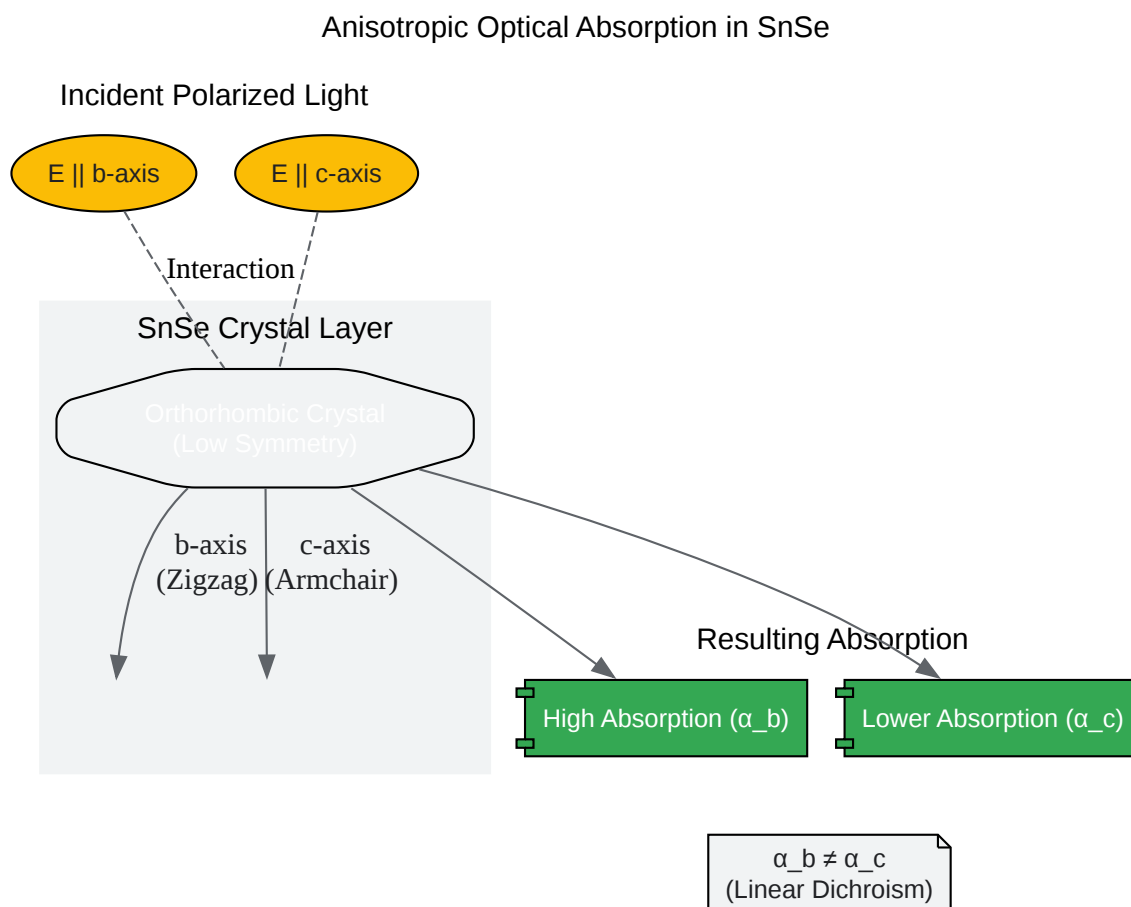 Anisotropic Optical Absorption in SnSe
Incident Polarized Light
E || b-axis
E || c-axis
Interaction
SnSe Crystal Layer
Orthorhombic Crystal
(Low Symmetry)
b-axis
(Zigzag)
c-axis
(Armchair)
Resulting Absorption
High Absorption (α_b)
Lower Absorption (α_c)
α_b ≠ α_c
(Linear Dichroism)